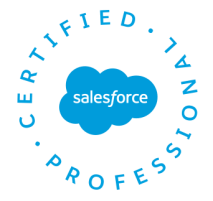 CERTIFIED
salesforce
· PROFESSIONAL ·